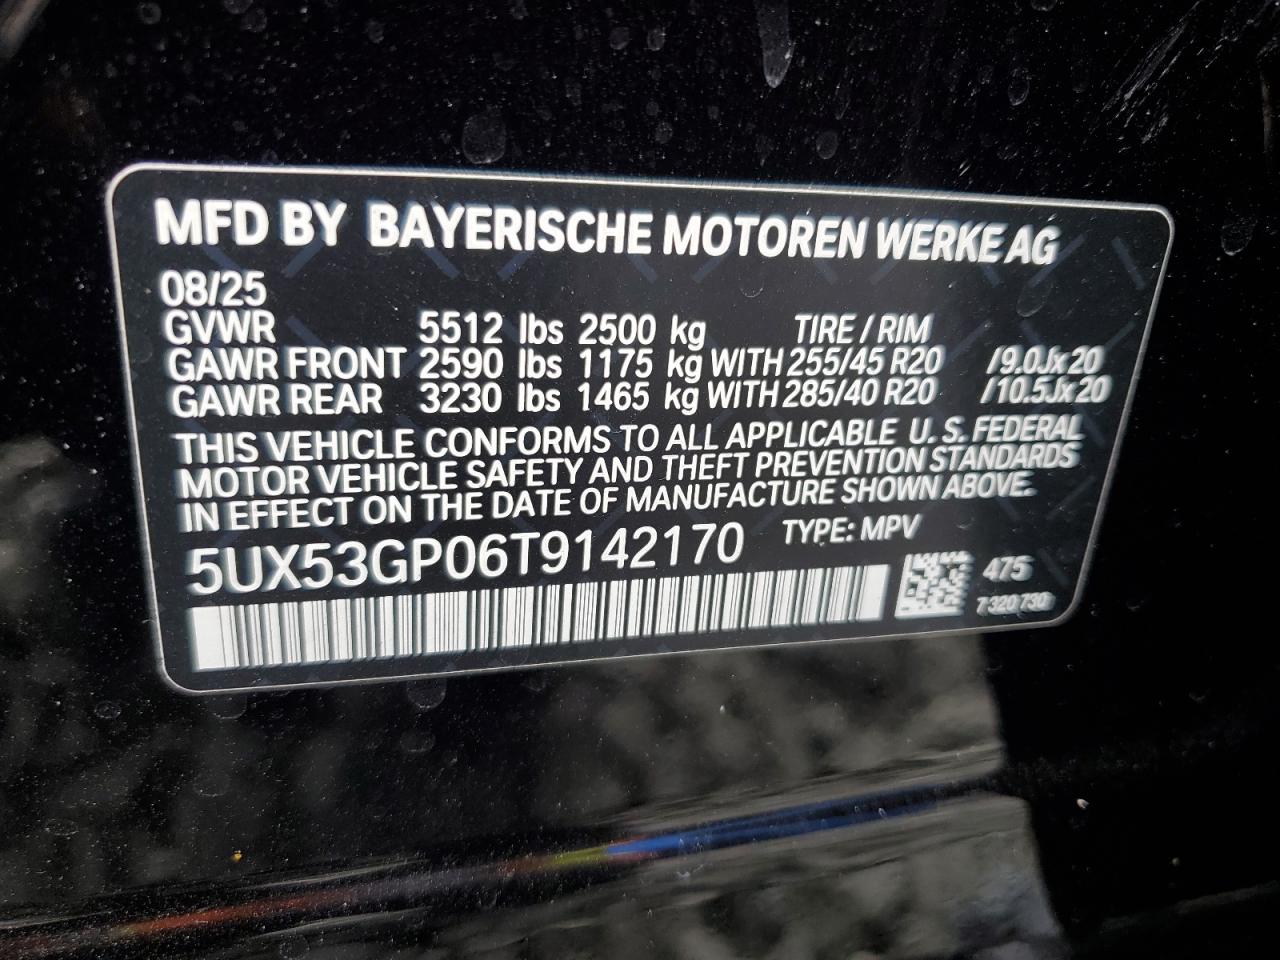 MFD BY BAYERISCHE MOTOREN WERKE AG
08/25
GVWR 5512 lbs 2500 kg TIRE / RIM
GAWR FRONT 2590 lbs 1175 kg WITH 255/45 R20 /9.0Jx20
GAWR REAR 3230 lbs 1465 kg WITH 285/40 R20 /10.5Jx20
THIS VEHICLE CONFORMS TO ALL APPLICABLE U. S. FEDERAL
MOTOR VEHICLE SAFETY AND THEFT PREVENTION STANDARDS
IN EFFECT ON THE DATE OF MANUFACTURE SHOWN ABOVE.
5UX53GP06T9142170 TYPE: MPV
475
7 320 730